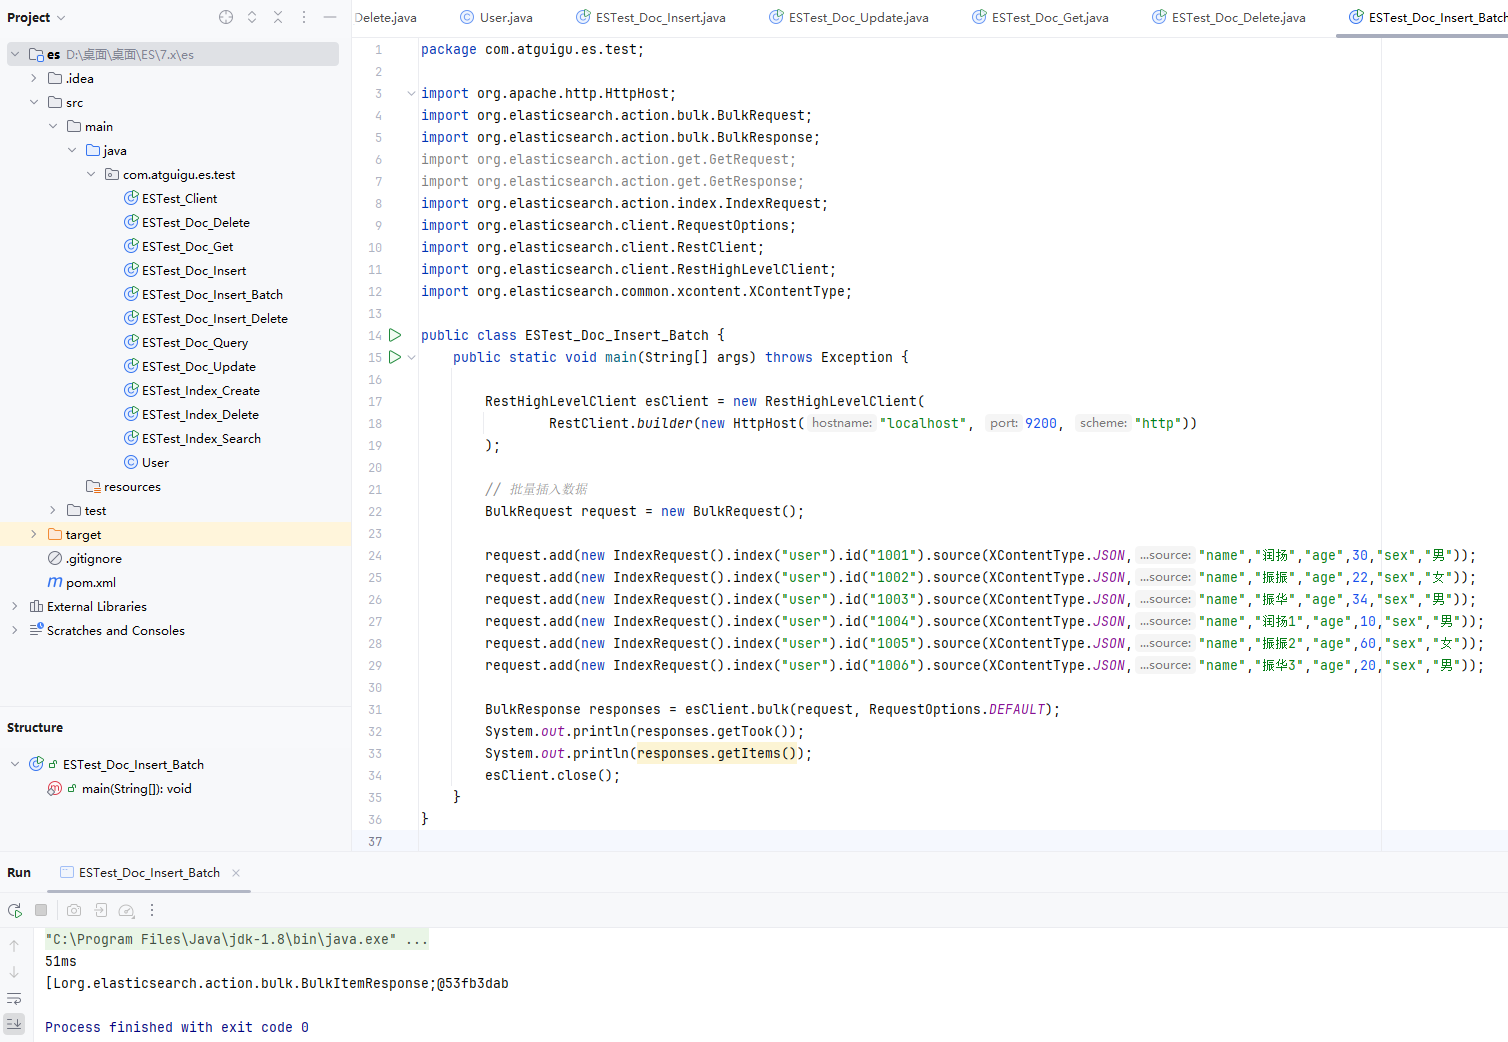 Project
Delete.java
User.java
ESTest_Doc_Insert.java
ESTest_Doc_Update.java
ESTest_Doc_Get.java
ESTest_Doc_Delete.java
ESTest_Doc_Insert_Batch
es D:\桌面\桌面\ES\7.x\es
.idea
src
main
java
com.atguigu.es.test
ESTest_Client
ESTest_Doc_Delete
ESTest_Doc_Get
ESTest_Doc_Insert
ESTest_Doc_Insert_Batch
ESTest_Doc_Insert_Delete
ESTest_Doc_Query
ESTest_Doc_Update
ESTest_Index_Create
ESTest_Index_Delete
ESTest_Index_Search
User
resources
test
target
.gitignore
pom.xml
External Libraries
Scratches and Consoles
1 package com.atguigu.es.test;
2
3 import org.apache.http.HttpHost;
4 import org.elasticsearch.action.bulk.BulkRequest;
5 import org.elasticsearch.action.bulk.BulkResponse;
6 import org.elasticsearch.action.get.GetRequest;
7 import org.elasticsearch.action.get.GetResponse;
8 import org.elasticsearch.action.index.IndexRequest;
9 import org.elasticsearch.client.RequestOptions;
10 import org.elasticsearch.client.RestClient;
11 import org.elasticsearch.client.RestHighLevelClient;
12 import org.elasticsearch.common.xcontent.XContentType;
13
14 public class ESTest_Doc_Insert_Batch {
15 public static void main(String[] args) throws Exception {
16
17 RestHighLevelClient esClient = new RestHighLevelClient(
18 RestClient.builder(new HttpHost( hostname: "localhost", port: 9200, scheme: "http"))
19 );
20
21 // 批量插入数据
22 BulkRequest request = new BulkRequest();
23
24 request.add(new IndexRequest().index("user").id("1001").source(XContentType.JSON, ...source: "name","润扬","age",30,"sex","男"));
25 request.add(new IndexRequest().index("user").id("1002").source(XContentType.JSON, ...source: "name","振振","age",22,"sex","女"));
26 request.add(new IndexRequest().index("user").id("1003").source(XContentType.JSON, ...source: "name","振华","age",34,"sex","男"));
27 request.add(new IndexRequest().index("user").id("1004").source(XContentType.JSON, ...source: "name","润扬1","age",10,"sex","男"));
28 request.add(new IndexRequest().index("user").id("1005").source(XContentType.JSON, ...source: "name","振振2","age",60,"sex","女"));
29 request.add(new IndexRequest().index("user").id("1006").source(XContentType.JSON, ...source: "name","振华3","age",20,"sex","男"));
30
31 BulkResponse responses = esClient.bulk(request, RequestOptions.DEFAULT);
32 System.out.println(responses.getTook());
33 System.out.println(responses.getItems());
34 esClient.close();
35 }
36 }
37
Structure
ESTest_Doc_Insert_Batch
main(String[]): void
Run ESTest_Doc_Insert_Batch
"C:\Program Files\Java\jdk-1.8\bin\java.exe" ...
51ms
[Lorg.elasticsearch.action.bulk.BulkItemResponse;@53fb3dab
Process finished with exit code 0